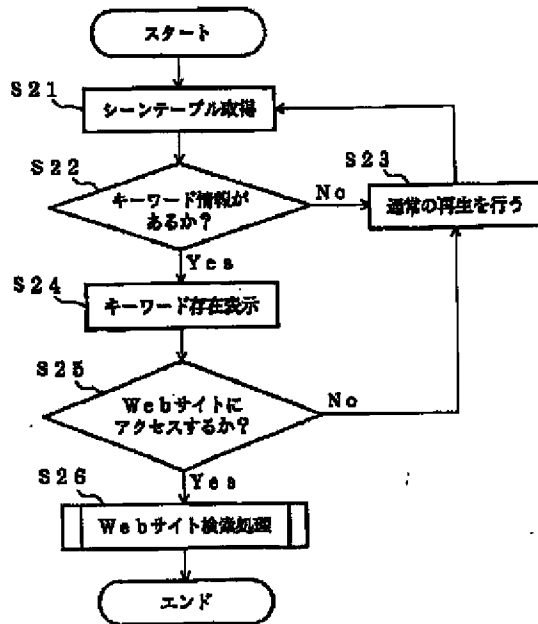 スタート
S21
シーンテーブル取得
S22
キーワード情報が
あるか?
No
S23
通常の再生を行う
Yes
S24
キーワード存在表示
S25
Webサイトに
アクセスするか?
No
Yes
S26
Webサイト検索処理
エンド